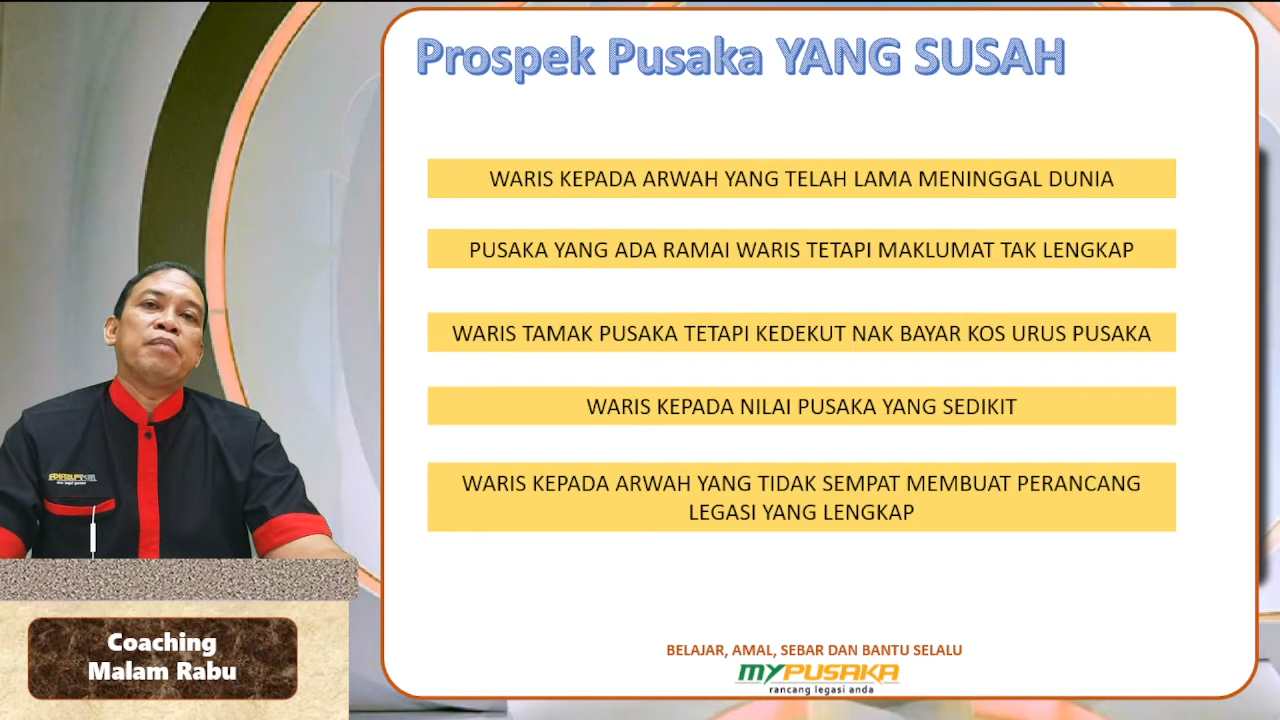 Prospek Pusaka YANG SUSAH
WARIS KEPADA ARWAH YANG TELAH LAMA MENINGGAL DUNIA
PUSAKA YANG ADA RAMAI WARIS TETAPI MAKLUMAT TAK LENGKAP
WARIS TAMAK PUSAKA TETAPI KEDEKUT NAK BAYAR KOS URUS PUSAKA
WARIS KEPADA NILAI PUSAKA YANG SEDIKIT
WARIS KEPADA ARWAH YANG TIDAK SEMPAT MEMBUAT PERANCANG
LEGASI YANG LENGKAP
BELAJAR, AMAL, SEBAR DAN BANTU SELALU
MYPUSAKA
rancang legasi anda
Coaching
Malam Rabu